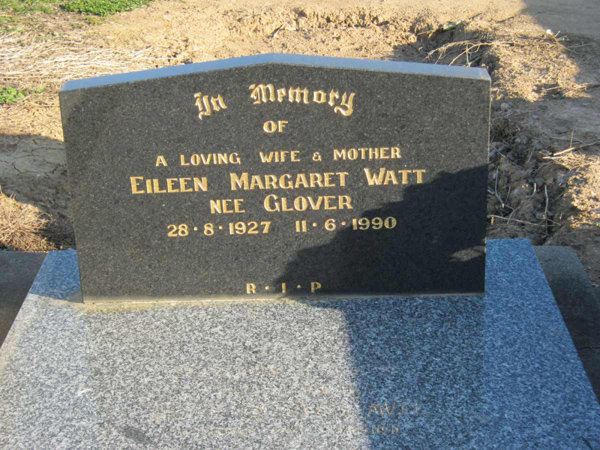 In Memory
OF
A LOVING WIFE & MOTHER
EILEEN MARGARET WATT
NEE GLOVER
28·8·1927 11·6·1990
R·I·P